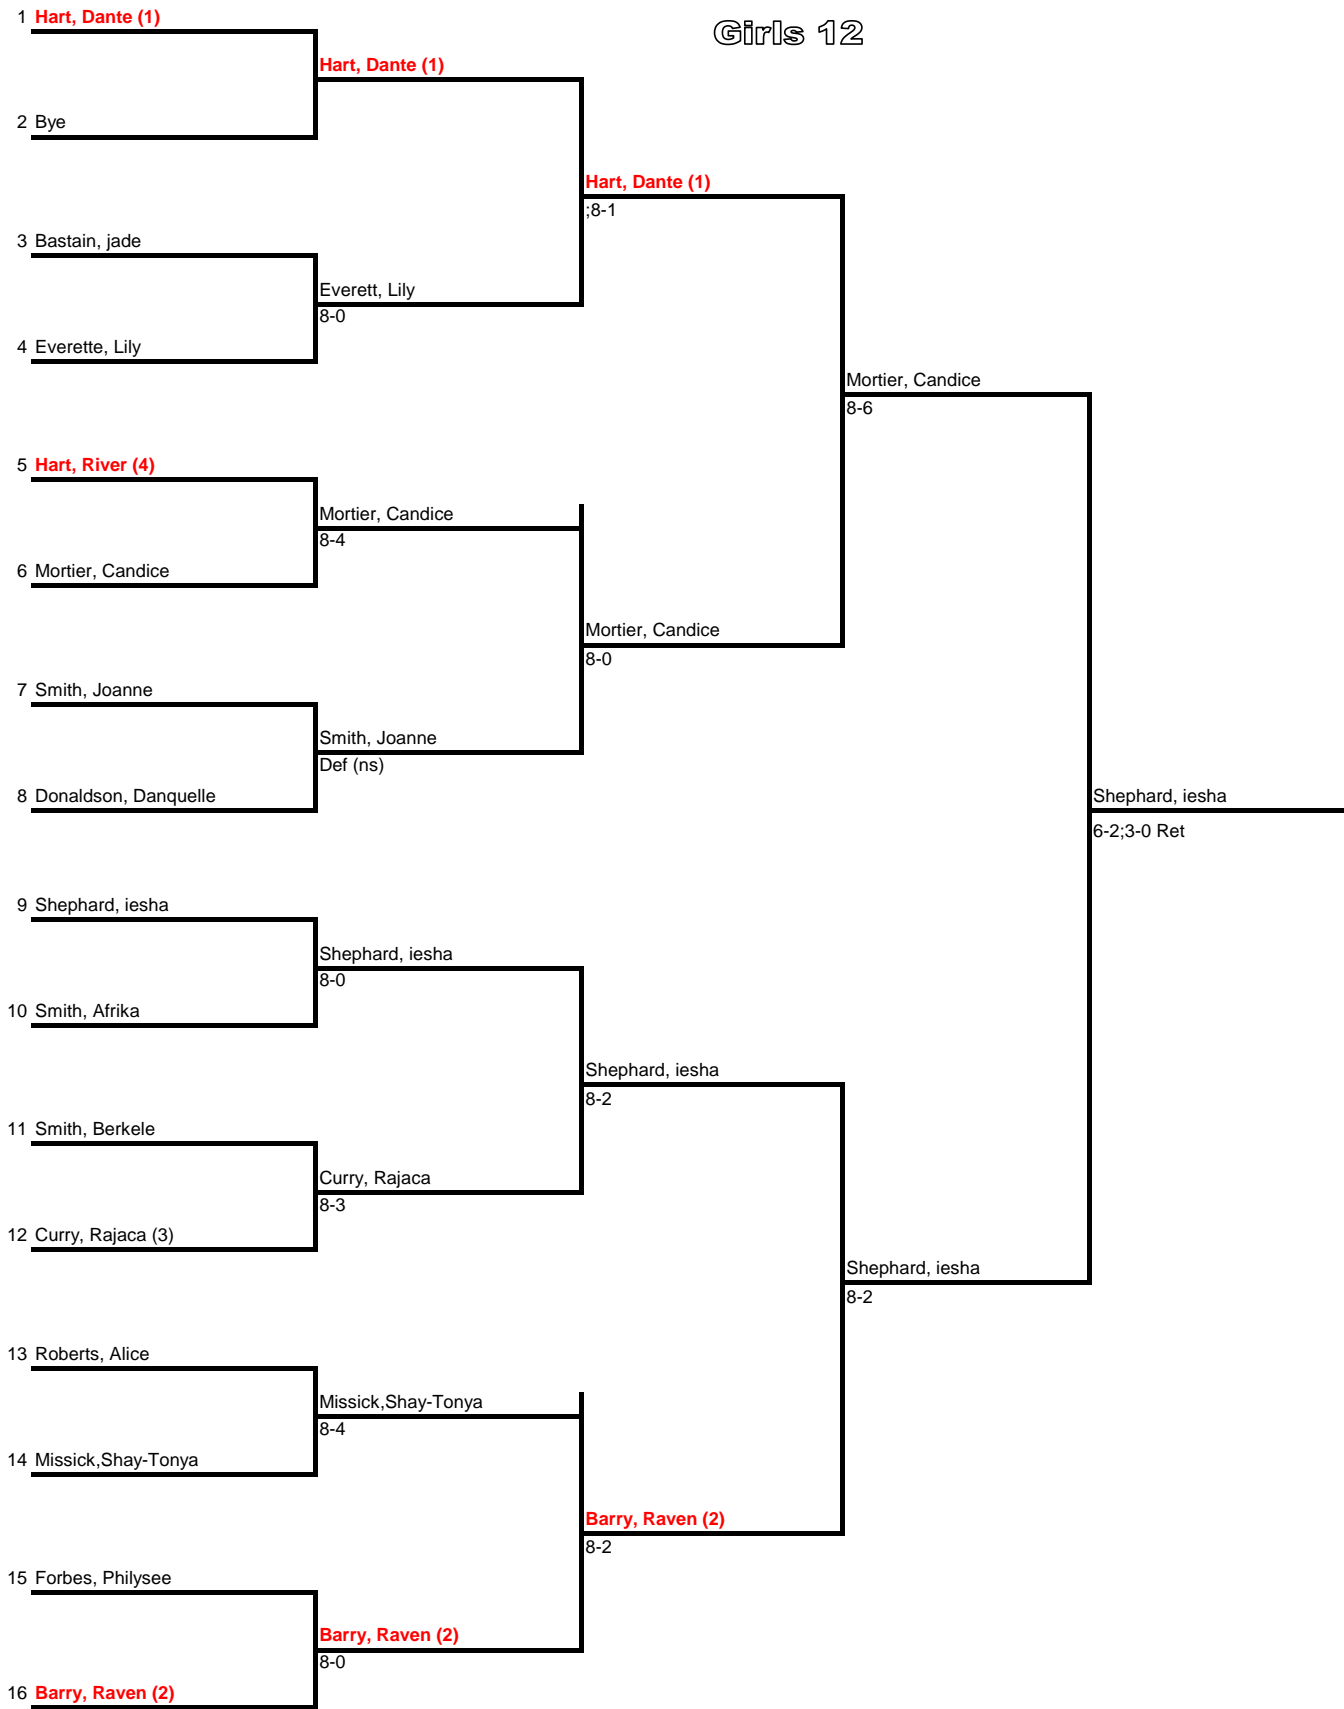 Girls 12
1 Hart, Dante (1)
Hart, Dante (1)
2 Bye
Hart, Dante (1)
;8-1
3 Bastain, jade
Everett, Lily
8-0
4 Everette, Lily
Mortier, Candice
8-6
5 Hart, River (4)
Mortier, Candice
8-4
6 Mortier, Candice
Mortier, Candice
8-0
7 Smith, Joanne
Smith, Joanne
Def (ns)
8 Donaldson, Danquelle
Shephard, iesha
6-2;3-0 Ret
9 Shephard, iesha
Shephard, iesha
8-0
10 Smith, Afrika
Shephard, iesha
8-2
11 Smith, Berkele
Curry, Rajaca
8-3
12 Curry, Rajaca (3)
Shephard, iesha
8-2
13 Roberts, Alice
Missick,Shay-Tonya
8-4
14 Missick,Shay-Tonya
Barry, Raven (2)
8-2
15 Forbes, Philysee
Barry, Raven (2)
8-0
16 Barry, Raven (2)